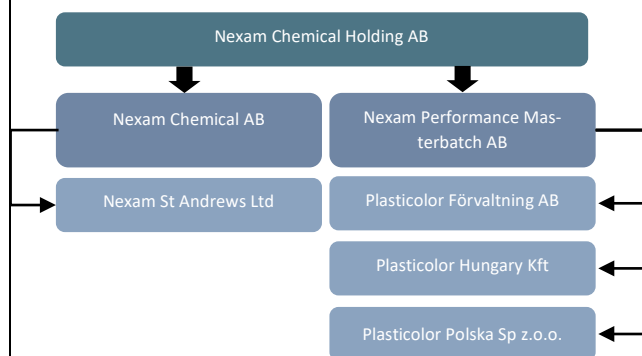 Nexam Chemical Holding AB
Nexam Chemical AB
Nexam Performance Mas-
terbatch AB
Nexam St Andrews Ltd
Plasticolor Förvaltning AB
Plasticolor Hungary Kft
Plasticolor Polska Sp z.o.o.